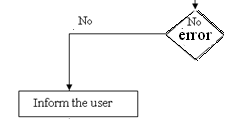 No
No
error
Inform the user